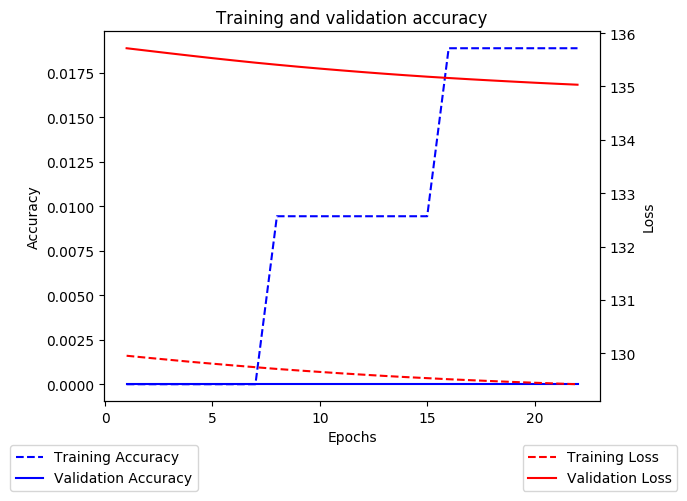 Training and validation accuracy
0.0175
0.0150
0.0125
0.0100
0.0075
0.0050
0.0025
0.0000
Accuracy
136
135
134
133
132
131
130
Loss
0 5 10 15 20
Epochs
Training Accuracy
Validation Accuracy
Training Loss
Validation Loss